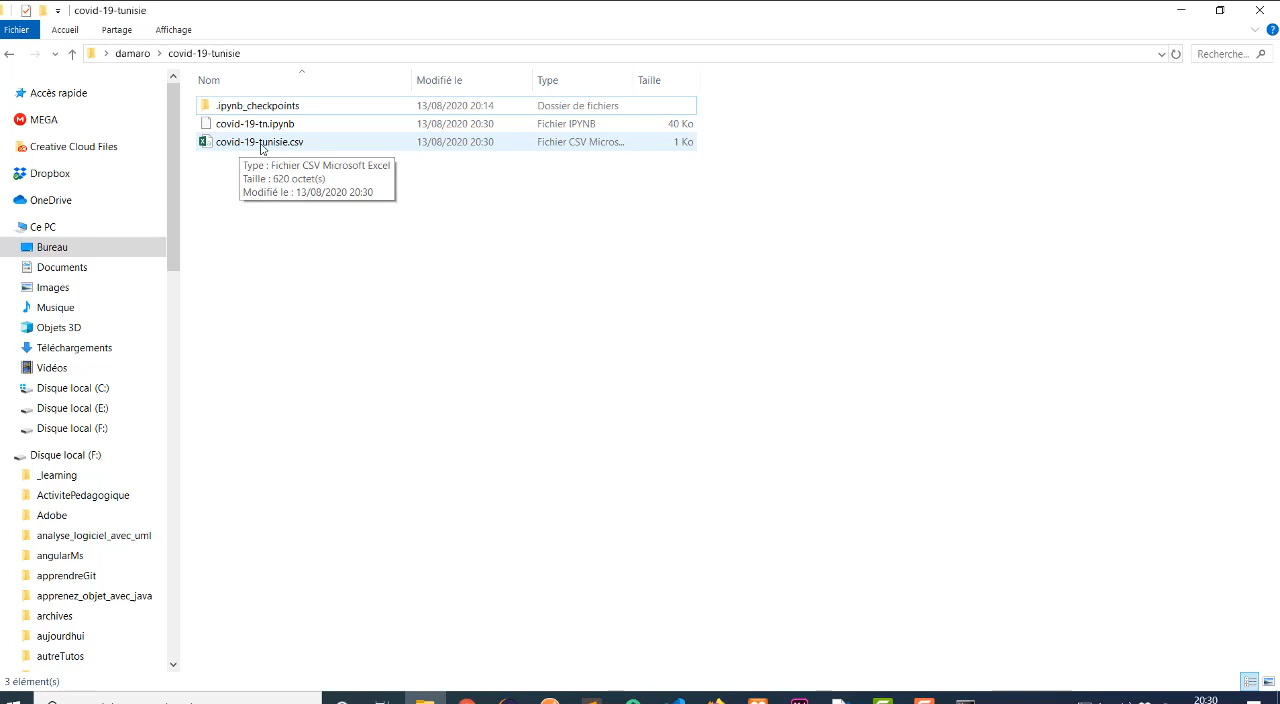 covid-19-tunisie
Fichier Accueil Partage Affichage
damaro covid-19-tunisie Recherche...
Nom Modifié le Type Taille
.ipynb_checkpoints 13/08/2020 20:14 Dossier de fichiers
covid-19-tn.ipynb 13/08/2020 20:30 Fichier IPYNB 40 Ko
covid-19-tunisie.csv 13/08/2020 20:30 Fichier CSV Micros... 1 Ko
Type : Fichier CSV Microsoft Excel
Taille : 620 octet(s)
Modifié le : 13/08/2020 20:30
Accès rapide
MEGA
Creative Cloud Files
Dropbox
OneDrive
Ce PC
Bureau
Documents
Images
Musique
Objets 3D
Téléchargements
Vidéos
Disque local (C:)
Disque local (E:)
Disque local (F:)
Disque local (F:)
_learning
ActivitePedagogique
Adobe
analyse_logiciel_avec_uml
angularMs
apprendreGit
apprenez_objet_avec_java
archives
aujourdhui
autreTutos
3 élément(s)
20:30